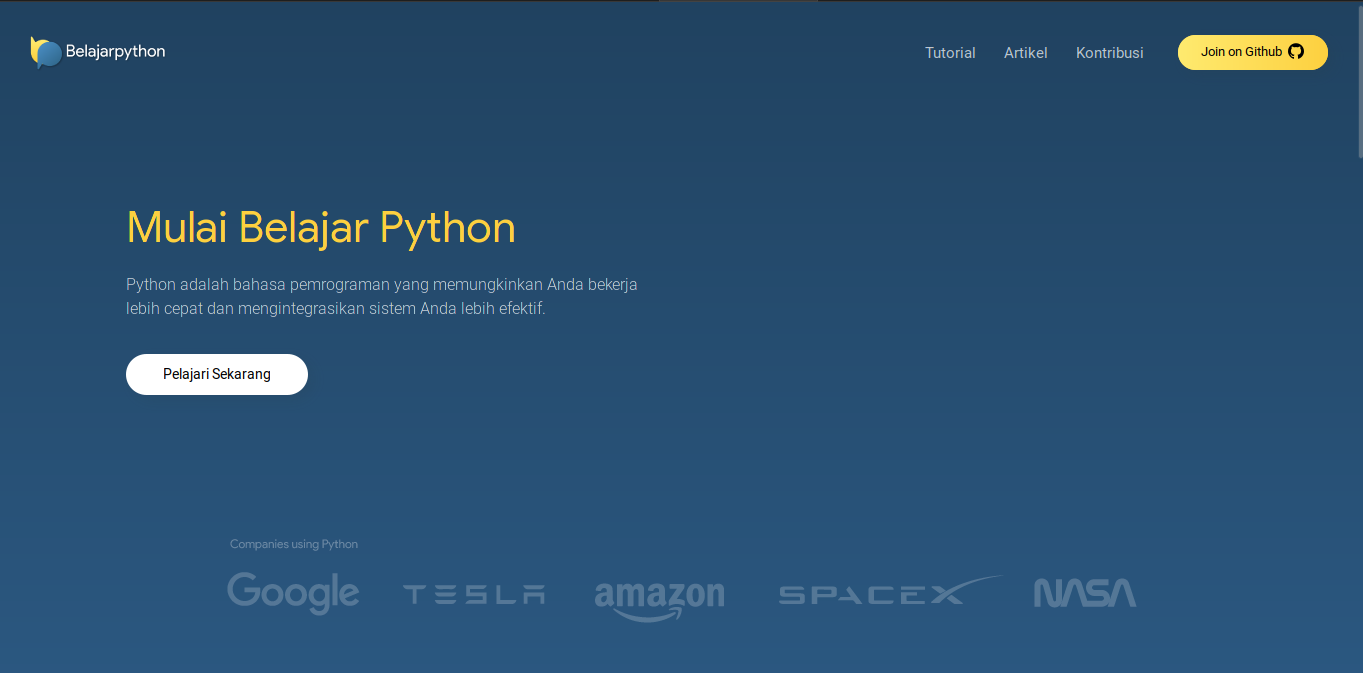 Belajarpython
Tutorial
Artikel
Kontribusi
Join on Github
Mulai Belajar Python
Python adalah bahasa pemrograman yang memungkinkan Anda bekerja
lebih cepat dan mengintegrasikan sistem Anda lebih efektif.
Pelajari Sekarang
Companies using Python
Google
TESLA
amazon
SPACEX
NASA